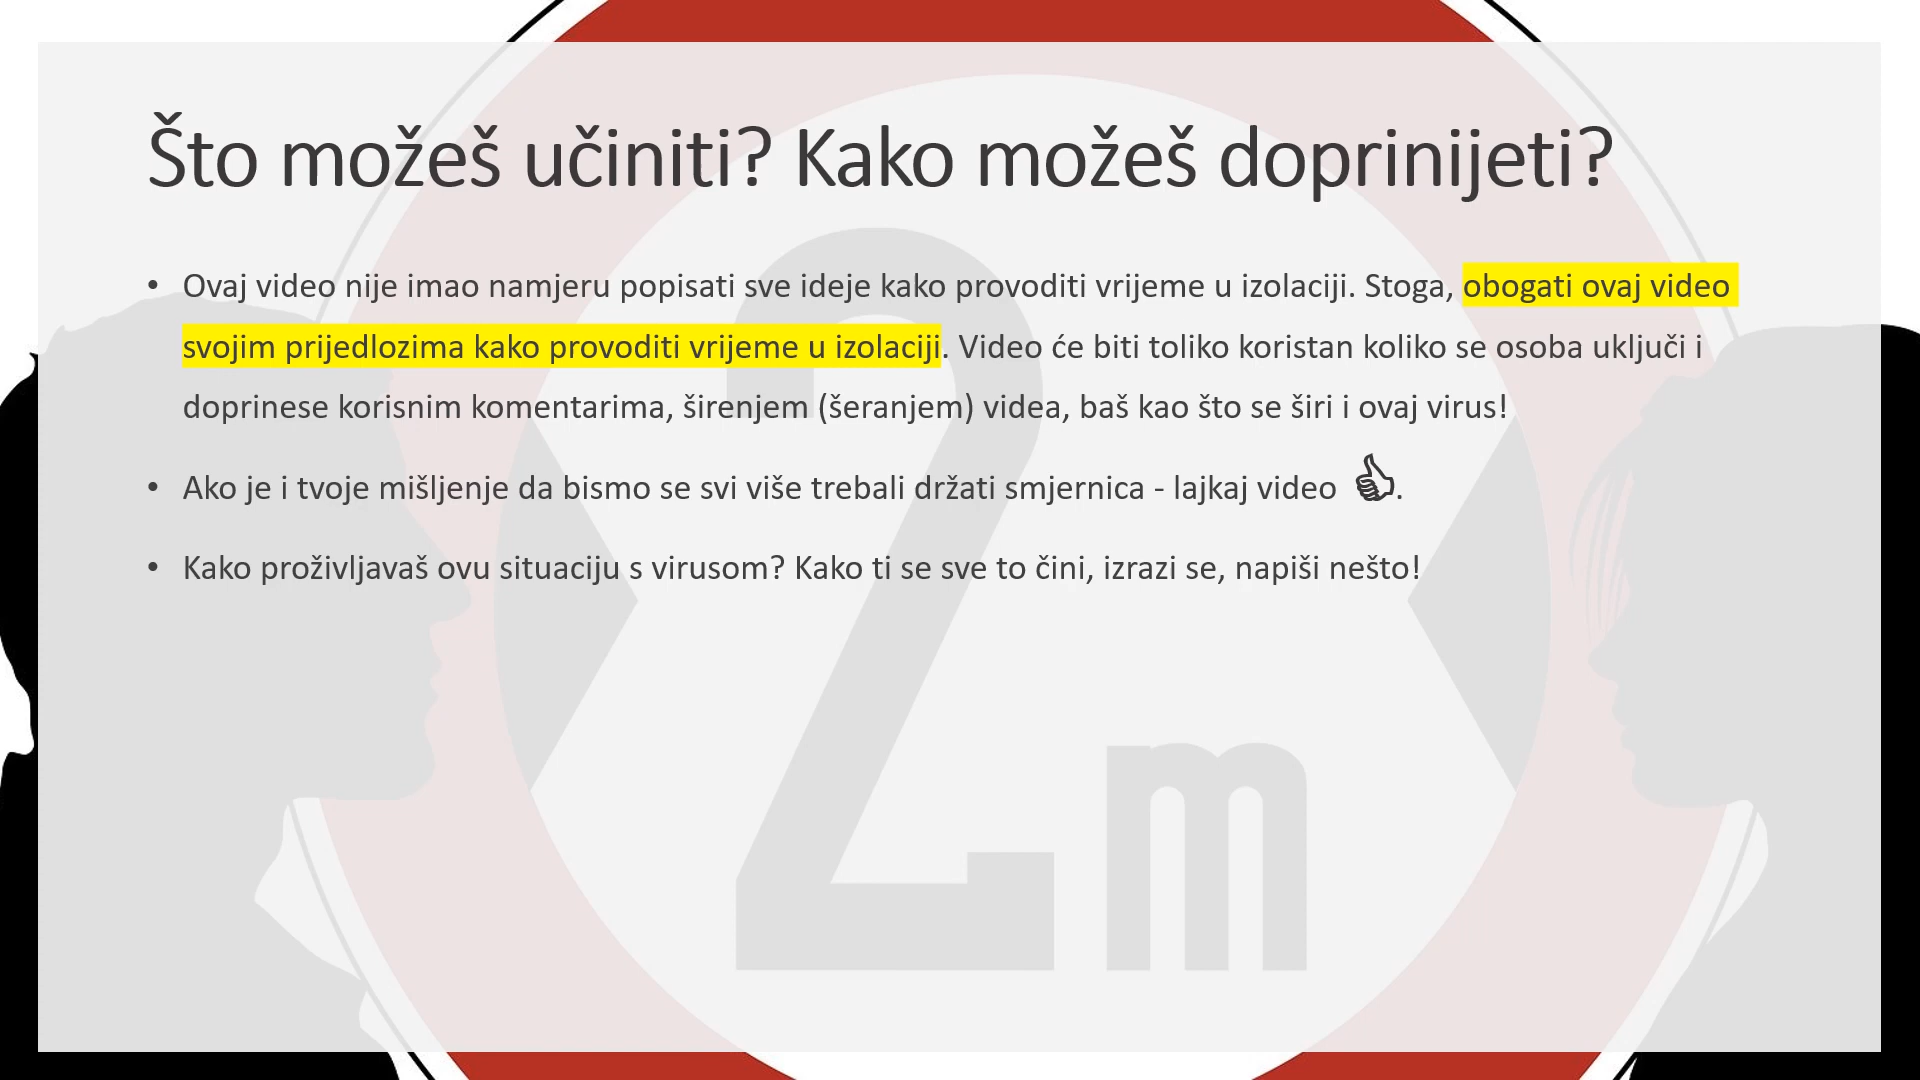 Što možeš učiniti? Kako možeš doprinijeti?
• Ovaj video nije imao namjeru popisati sve ideje kako provoditi vrijeme u izolaciji. Stoga, obogati ovaj video
svojim prijedlozima kako provoditi vrijeme u izolaciji. Video će biti toliko koristan koliko se osoba uključi i
doprinese korisnim komentarima, širenjem (šeranjem) videa, baš kao što se širi i ovaj virus!
• Ako je i tvoje mišljenje da bismo se svi više trebali držati smjernica - lajkaj video 👍.
• Kako proživljavaš ovu situaciju s virusom? Kako ti se sve to čini, izrazi se, napiši nešto!
2m